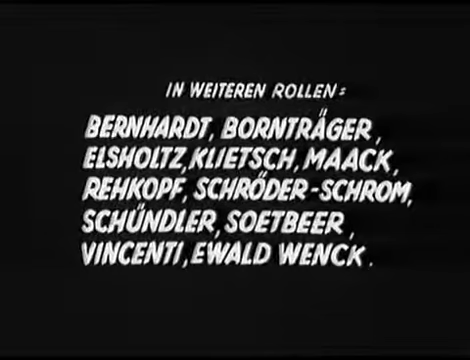 IN WEITEREN ROLLEN:
BERNHARDT, BORNTRÄGER,
ELSHOLTZ, KLIETSCH, MAACK,
REHKOPF, SCHRÖDER-SCHROM,
SCHÜNDLER, SOETBEER,
VINCENTI, EWALD WENCK.